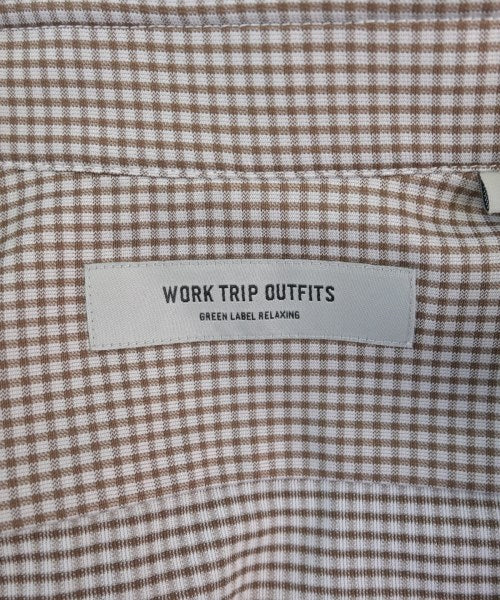 WORK TRIP OUTFITS
GREEN LABEL RELAXING